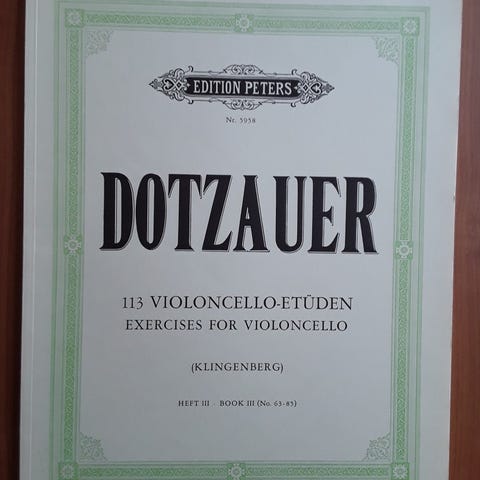 EDITION PETERS
Nr. 5958
DOTZAUER
113 VIOLONCELLO-ETÜDEN
EXERCISES FOR VIOLONCELLO
(KLINGENBERG)
HEFT III - BOOK III (No. 63-85)